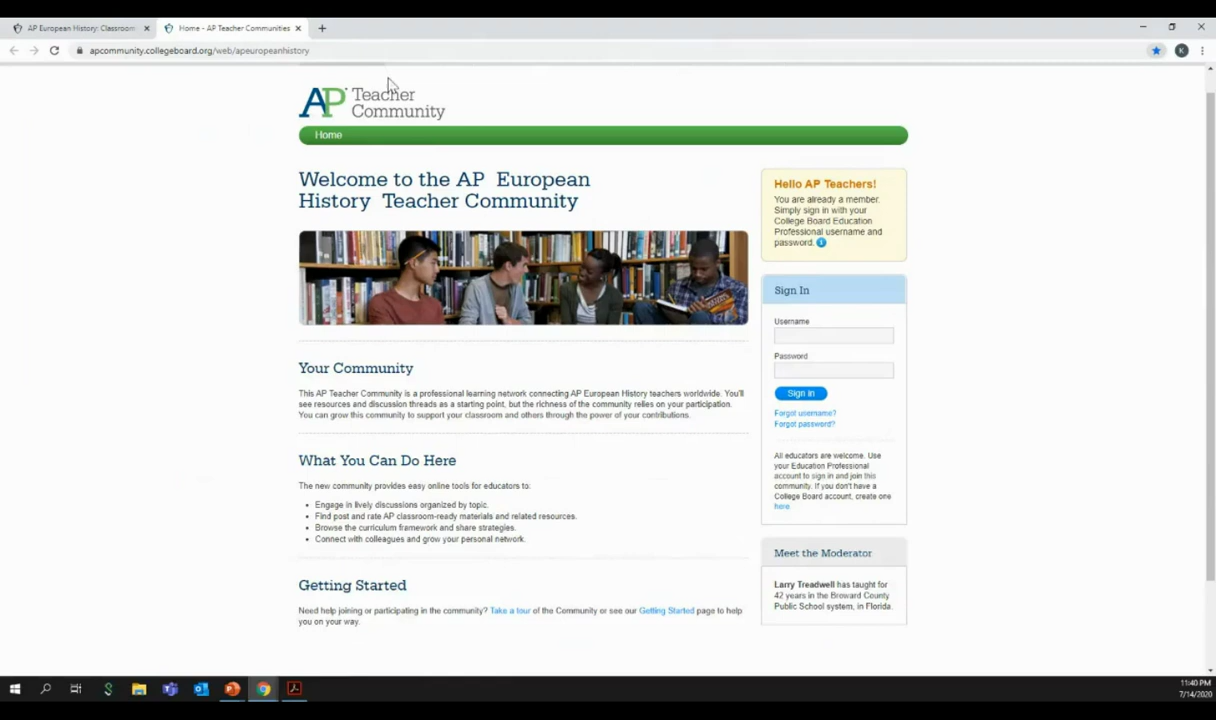 AP European History: Classroom
Home - AP Teacher Communities
apcommunity.collegeboard.org/web/apeuropeanhistory
K
AP Teacher
Community
Home
Welcome to the AP European
History Teacher Community
Your Community
This AP Teacher Community is a professional learning network connecting AP European History teachers worldwide. You'll
see resources and discussion threads as a starting point, but the richness of the community relies on your participation.
You can grow this community to support your classroom and others through the power of your contributions.
What You Can Do Here
The new community provides easy online tools for educators to:
Engage in lively discussions organized by topic.
Find post and rate AP classroom-ready materials and related resources.
Browse the curriculum framework and share strategies.
Connect with colleagues and grow your personal network.
Getting Started
Need help joining or participating in the community? Take a tour of the Community or see our Getting Started page to help
you on your way.
Hello AP Teachers!
You are already a member.
Simply sign in with your
College Board Education
Professional username and
password.
Sign In
Username
Password
Sign in
Forgot username?
Forgot password?
All educators are welcome. Use
your Education Professional
account to sign in and join this
community. If you don't have a
College Board account, create one
here
Meet the Moderator
Larry Treadwell has taught for
42 years in the Broward County
Public School system, in Florida.
11:40 PM
7/14/2020